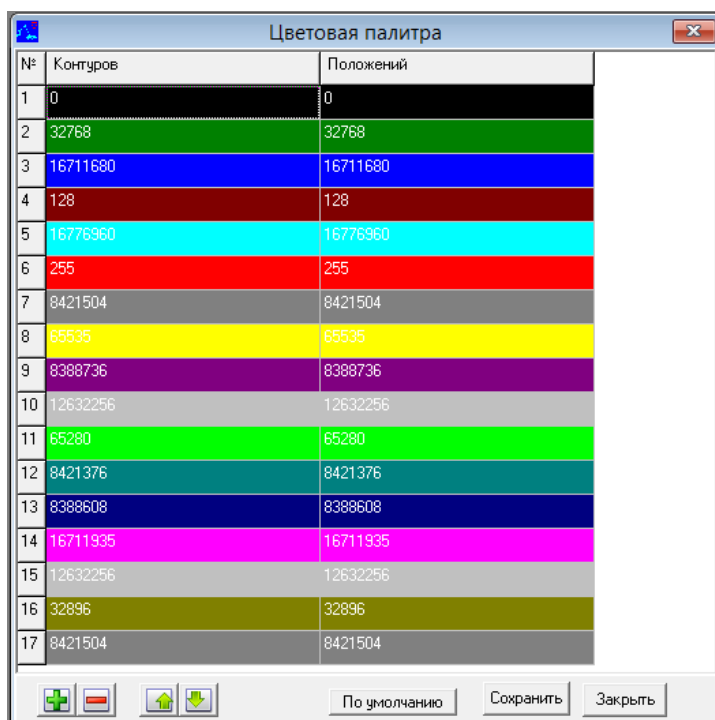 Цветовая палитра
№ Контуров Положений
1 0 0
2 32768 32768
3 16711680 16711680
4 128 128
5 16776960 16776960
6 255 255
7 8421504 8421504
8 65535 65535
9 8388736 8388736
10 12632256 12632256
11 65280 65280
12 8421376 8421376
13 8388608 8388608
14 16711935 16711935
15 12632256 12632256
16 32896 32896
17 8421504 8421504
По умолчанию Сохранить Закрыть